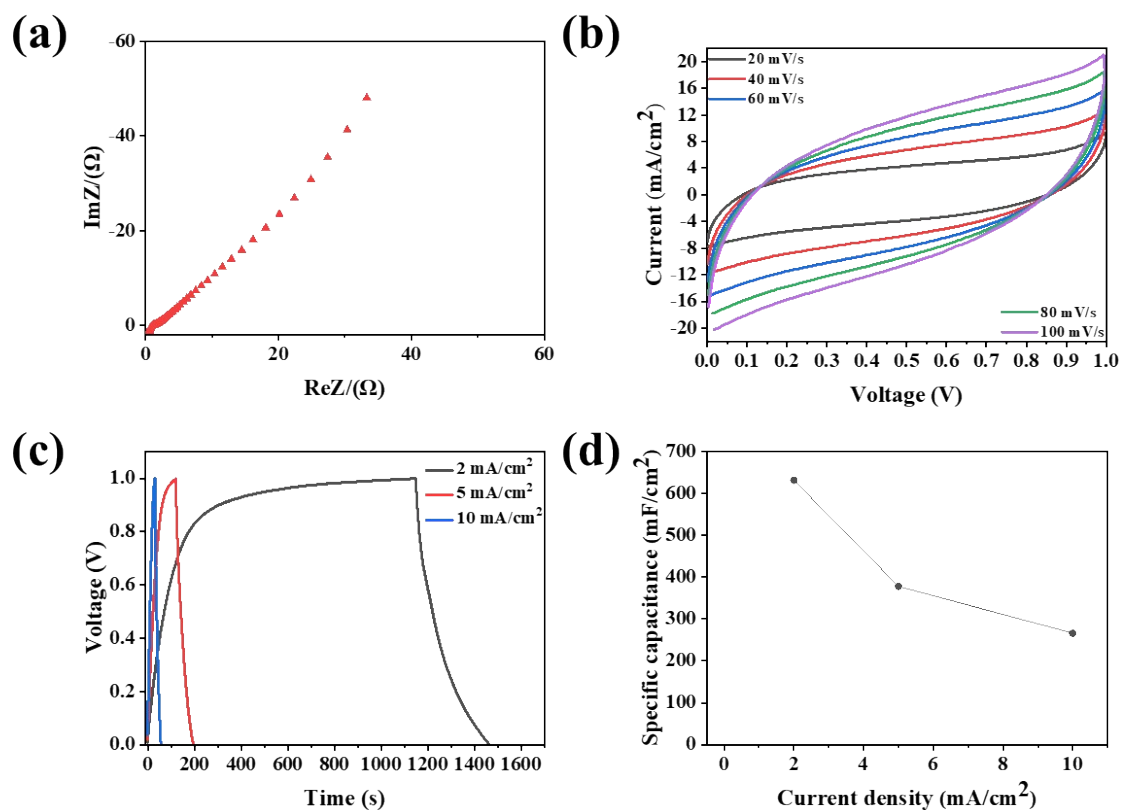 (a)
-60
-40
-20
0
0
20
40
60
ImZ/(Ω)
ReZ/(Ω)
(b)
20 mV/s
40 mV/s
60 mV/s
80 mV/s
100 mV/s
20
16
12
8
4
0
-4
-8
-12
-16
-20
0.0 0.1 0.2 0.3 0.4 0.5 0.6 0.7 0.8 0.9 1.0
Current (mA/cm²)
Voltage (V)
(c)
2 mA/cm²
5 mA/cm²
10 mA/cm²
1.0
0.8
0.6
0.4
0.2
0.0
0 200 400 600 800 1000 1200 1400 1600
Voltage (V)
Time (s)
(d)
700
600
500
400
300
200
100
0
0 2 4 6 8 10
Specific capacitance (mF/cm²)
Current density (mA/cm²)